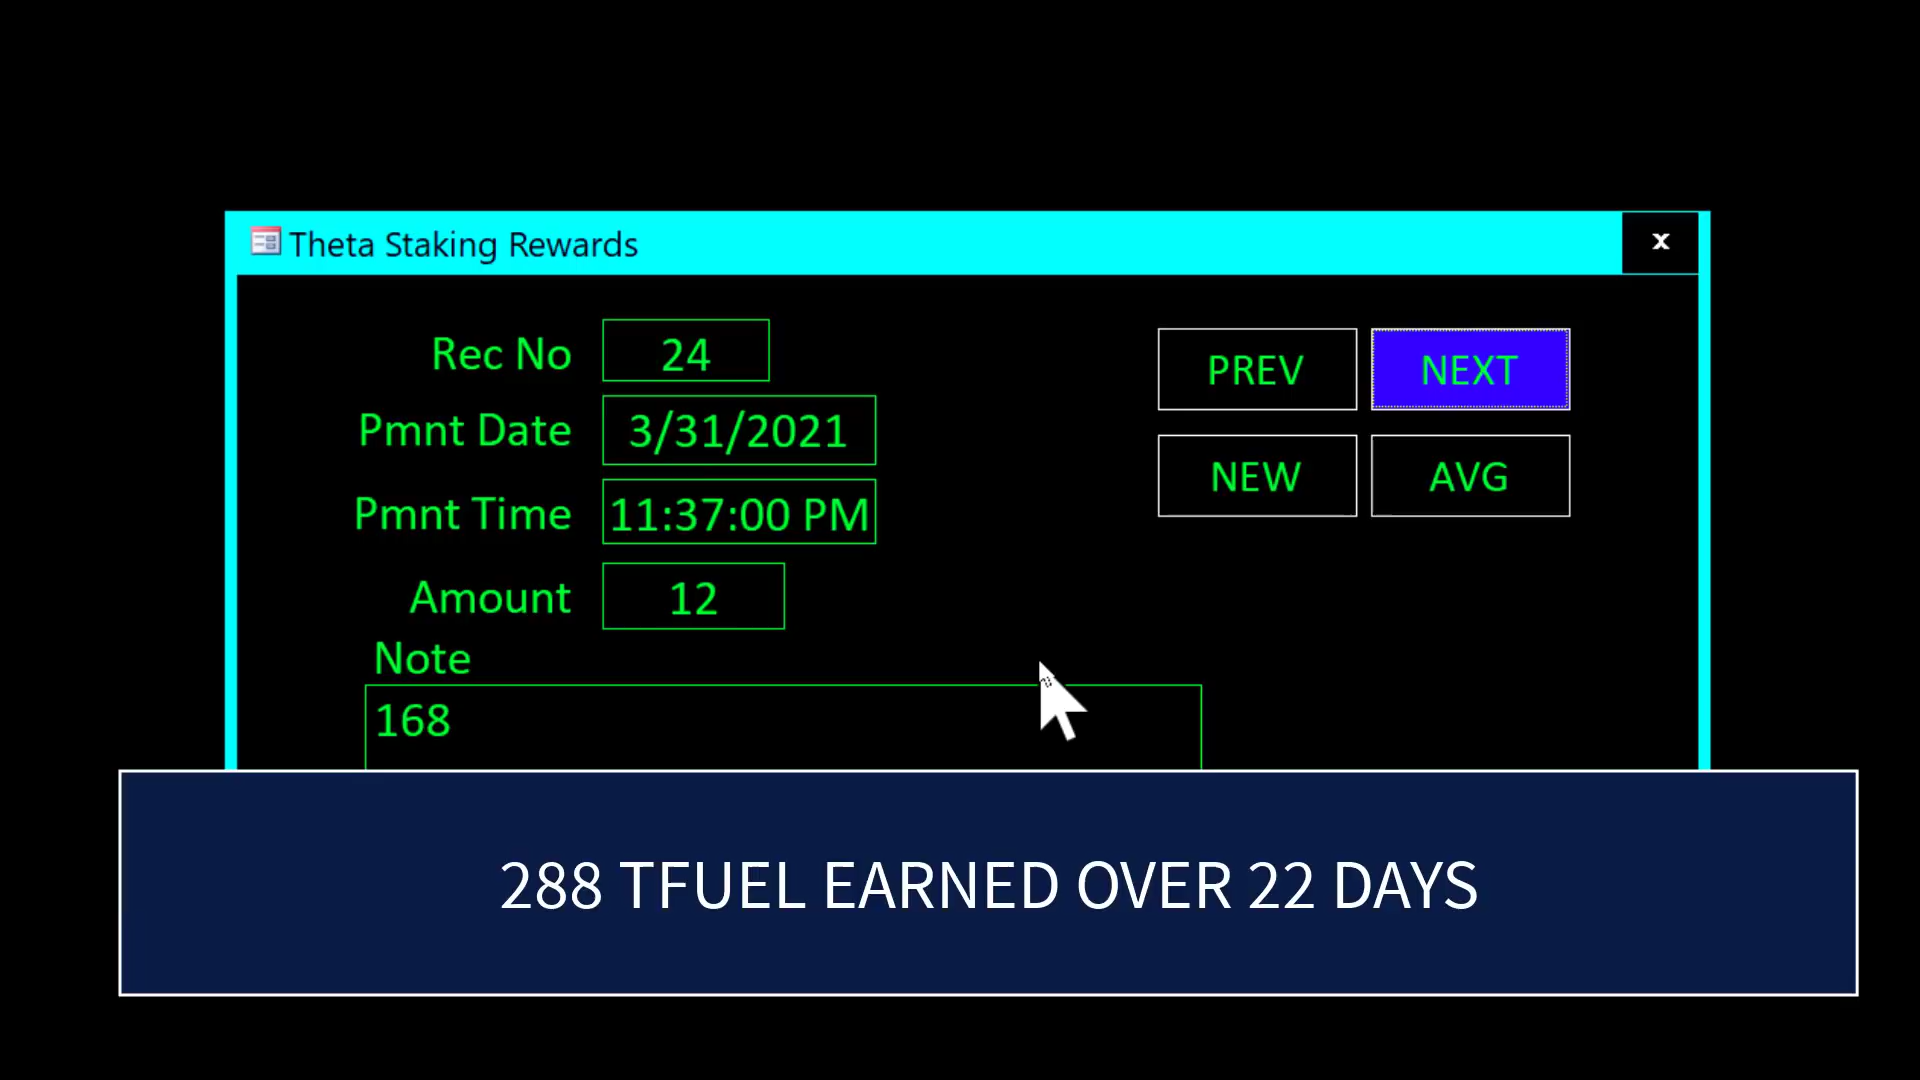 Theta Staking Rewards
x
Rec No 24
PREV NEXT
Pmnt Date 3/31/2021
NEW AVG
Pmnt Time 11:37:00 PM
Amount 12
Note
168
288 TFUEL EARNED OVER 22 DAYS